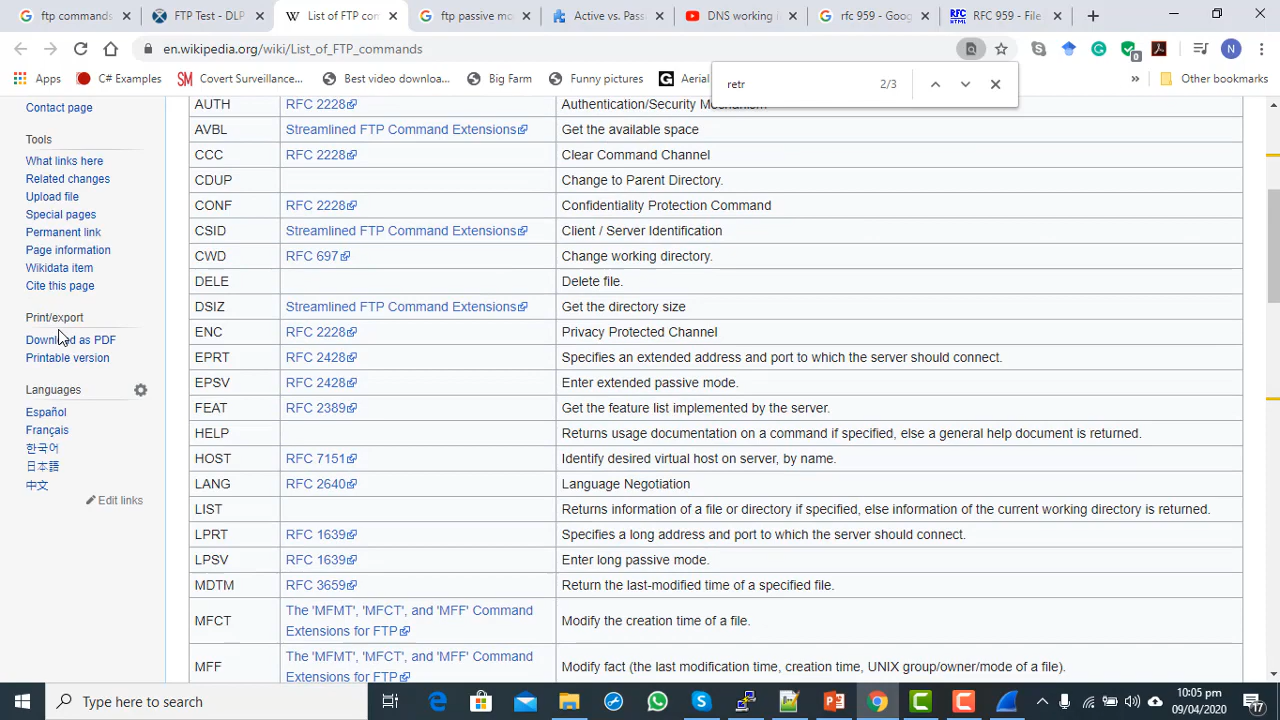 ftp commands
FTP Test - DLP
List of FTP con
ftp passive mo
Active vs. Pass
DNS working i
rfc 959 - Goog
RFC 959 - File
en.wikipedia.org/wiki/List_of_FTP_commands
Apps
C# Examples
Covert Surveillance...
Best video downloa...
Big Farm
Funny pictures
Aerial
»
Other bookmarks
retr
2/3
Contact page
Tools
What links here
Related changes
Upload file
Special pages
Permanent link
Page information
Wikidata item
Cite this page
Print/export
Download as PDF
Printable version
Languages
Español
Français
한국어
日本語
中文
Edit links
AUTH RFC 2228 Authentication/Security Mechanism
AVBL Streamlined FTP Command Extensions Get the available space
CCC RFC 2228 Clear Command Channel
CDUP Change to Parent Directory.
CONF RFC 2228 Confidentiality Protection Command
CSID Streamlined FTP Command Extensions Client / Server Identification
CWD RFC 697 Change working directory.
DELE Delete file.
DSIZ Streamlined FTP Command Extensions Get the directory size
ENC RFC 2228 Privacy Protected Channel
EPRT RFC 2428 Specifies an extended address and port to which the server should connect.
EPSV RFC 2428 Enter extended passive mode.
FEAT RFC 2389 Get the feature list implemented by the server.
HELP Returns usage documentation on a command if specified, else a general help document is returned.
HOST RFC 7151 Identify desired virtual host on server, by name.
LANG RFC 2640 Language Negotiation
LIST Returns information of a file or directory if specified, else information of the current working directory is returned.
LPRT RFC 1639 Specifies a long address and port to which the server should connect.
LPSV RFC 1639 Enter long passive mode.
MDTM RFC 3659 Return the last-modified time of a specified file.
MFCT The 'MFMT', 'MFCT', and 'MFF' Command
Extensions for FTP Modify the creation time of a file.
MFF The 'MFMT', 'MFCT', and 'MFF' Command
Extensions for FTP Modify fact (the last modification time, creation time, UNIX group/owner/mode of a file).
Type here to search
10:05 pm
09/04/2020
17